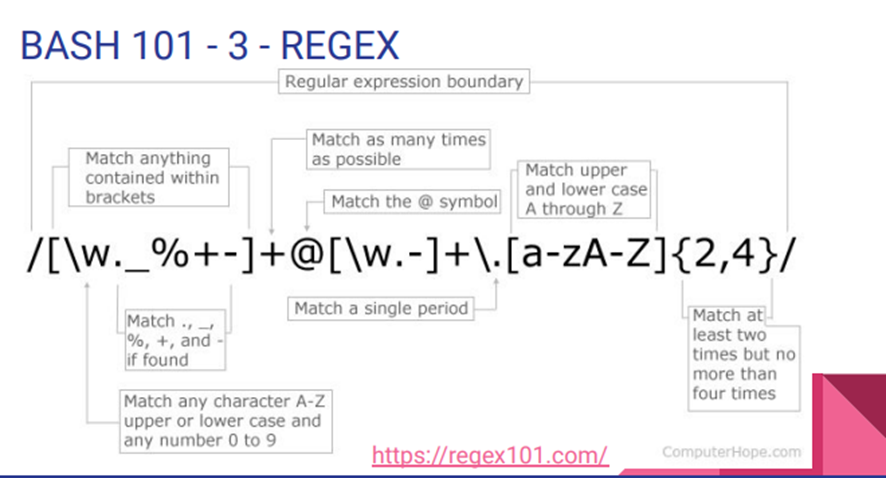 BASH 101 - 3 - REGEX
Regular expression boundary
Match as many times
as possible
Match anything
contained within
brackets
Match upper
and lower case
A through Z
Match the @ symbol
/[\w._%+-]+@[\w.-]+\.[a-zA-Z]{2,4}/
Match a single period
Match ., _,
%, +, and -
if found
Match at
least two
times but no
more than
four times
Match any character A-Z
upper or lower case and
any number 0 to 9
https://regex101.com/
ComputerHope.com